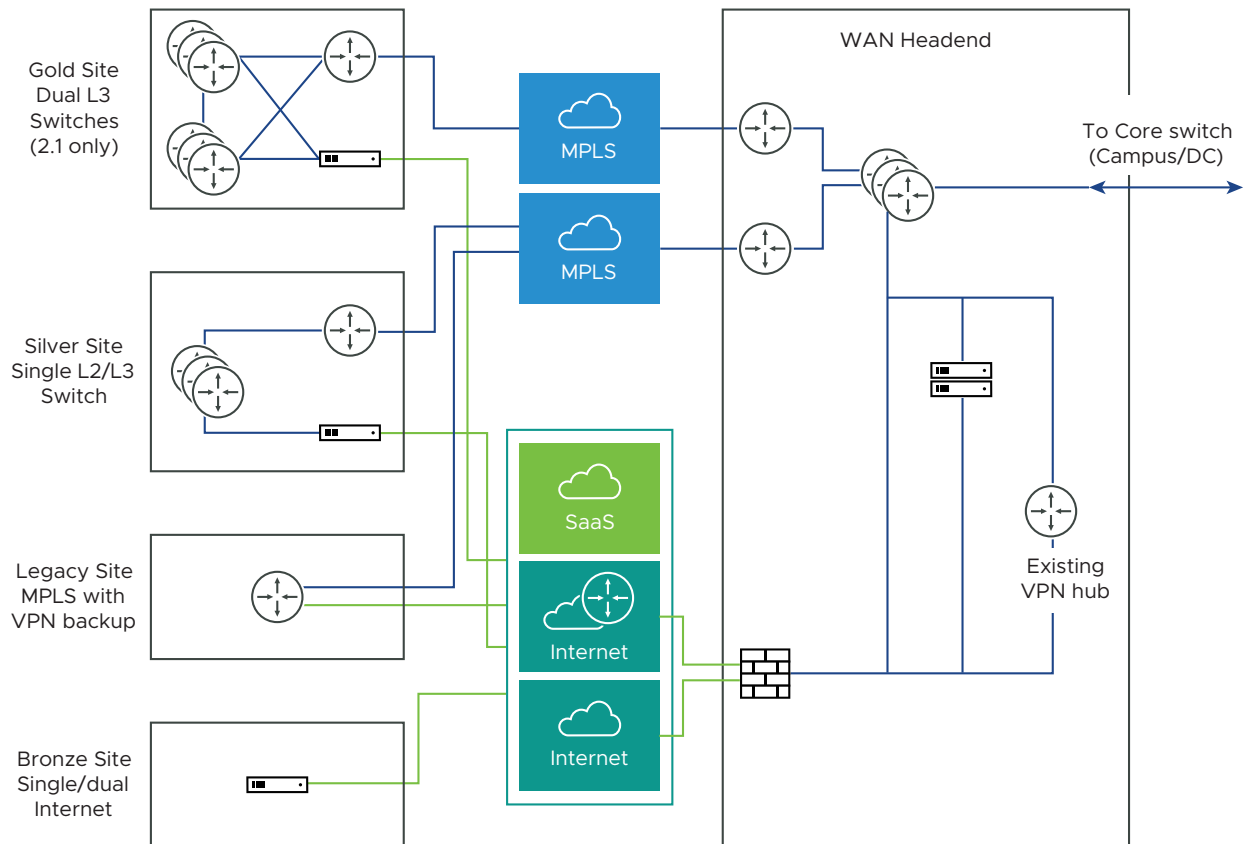 Gold Site
Dual L3
Switches
(2.1 only)
MPLS
WAN Headend
To Core switch
(Campus/DC)
MPLS
Silver Site
Single L2/L3
Switch
SaaS
Legacy Site
MPLS with
VPN backup
Internet
Existing
VPN hub
Bronze Site
Single/dual
Internet
Internet